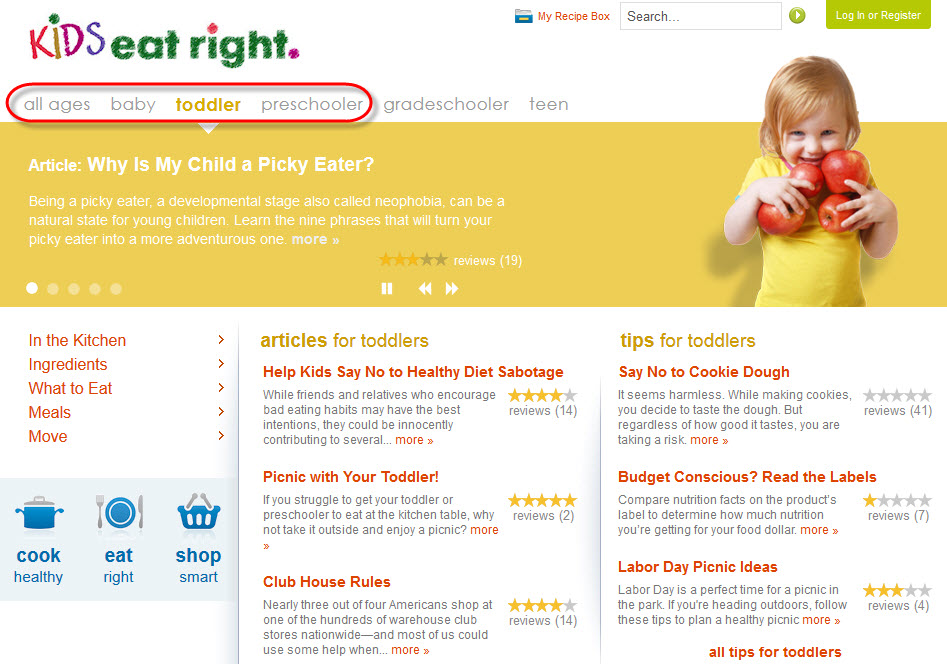 My Recipe Box
Search...
Log In or Register
KIDS eat right.
all ages baby toddler preschooler gradeschooler teen
Article: Why Is My Child a Picky Eater?
Being a picky eater, a developmental stage also called neophobia, can be a
natural state for young children. Learn the nine phrases that will turn your
picky eater into a more adventurous one. more »
reviews (19)
In the Kitchen
Ingredients
What to Eat
Meals
Move
cook
healthy
eat
right
shop
smart
articles for toddlers
Help Kids Say No to Healthy Diet Sabotage
While friends and relatives who encourage
bad eating habits may have the best
intentions, they could be innocently
contributing to several... more »
reviews (14)
Picnic with Your Toddler!
If you struggle to get your toddler or
preschooler to eat at the kitchen table, why
not take it outside and enjoy a picnic? more
»
reviews (2)
Club House Rules
Nearly three out of four Americans shop at
one of the hundreds of warehouse club
stores nationwide—and most of us could
use some help when... more »
reviews (14)
tips for toddlers
Say No to Cookie Dough
It seems harmless. While making cookies,
you decide to taste the dough. But
regardless of how good it tastes, you are
taking a risk. more »
reviews (41)
Budget Conscious? Read the Labels
Compare nutrition facts on the product's
label to determine how much nutrition
you're getting for your food dollar. more »
reviews (7)
Labor Day Picnic Ideas
Labor Day is a perfect time for a picnic in
the park. If you're heading outdoors, follow
these tips to plan a healthy picnic more »
reviews (4)
all tips for toddlers